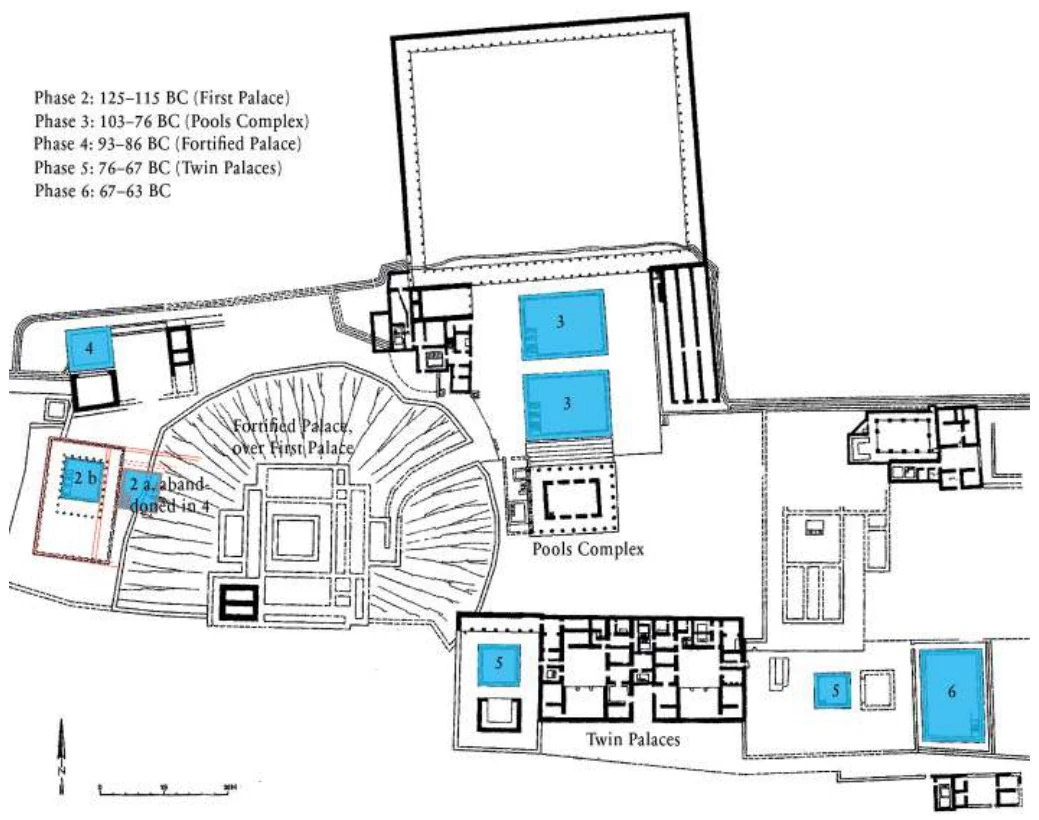 Phase 2: 125–115 BC (First Palace)
Phase 3: 103–76 BC (Pools Complex)
Phase 4: 93–86 BC (Fortified Palace)
Phase 5: 76–67 BC (Twin Palaces)
Phase 6: 67–63 BC
3
4
3
Fortified Palace,
over First Palace
2 b
2 a, aban-
doned in 4
Pools Complex
5
5
6
Twin Palaces
N
0